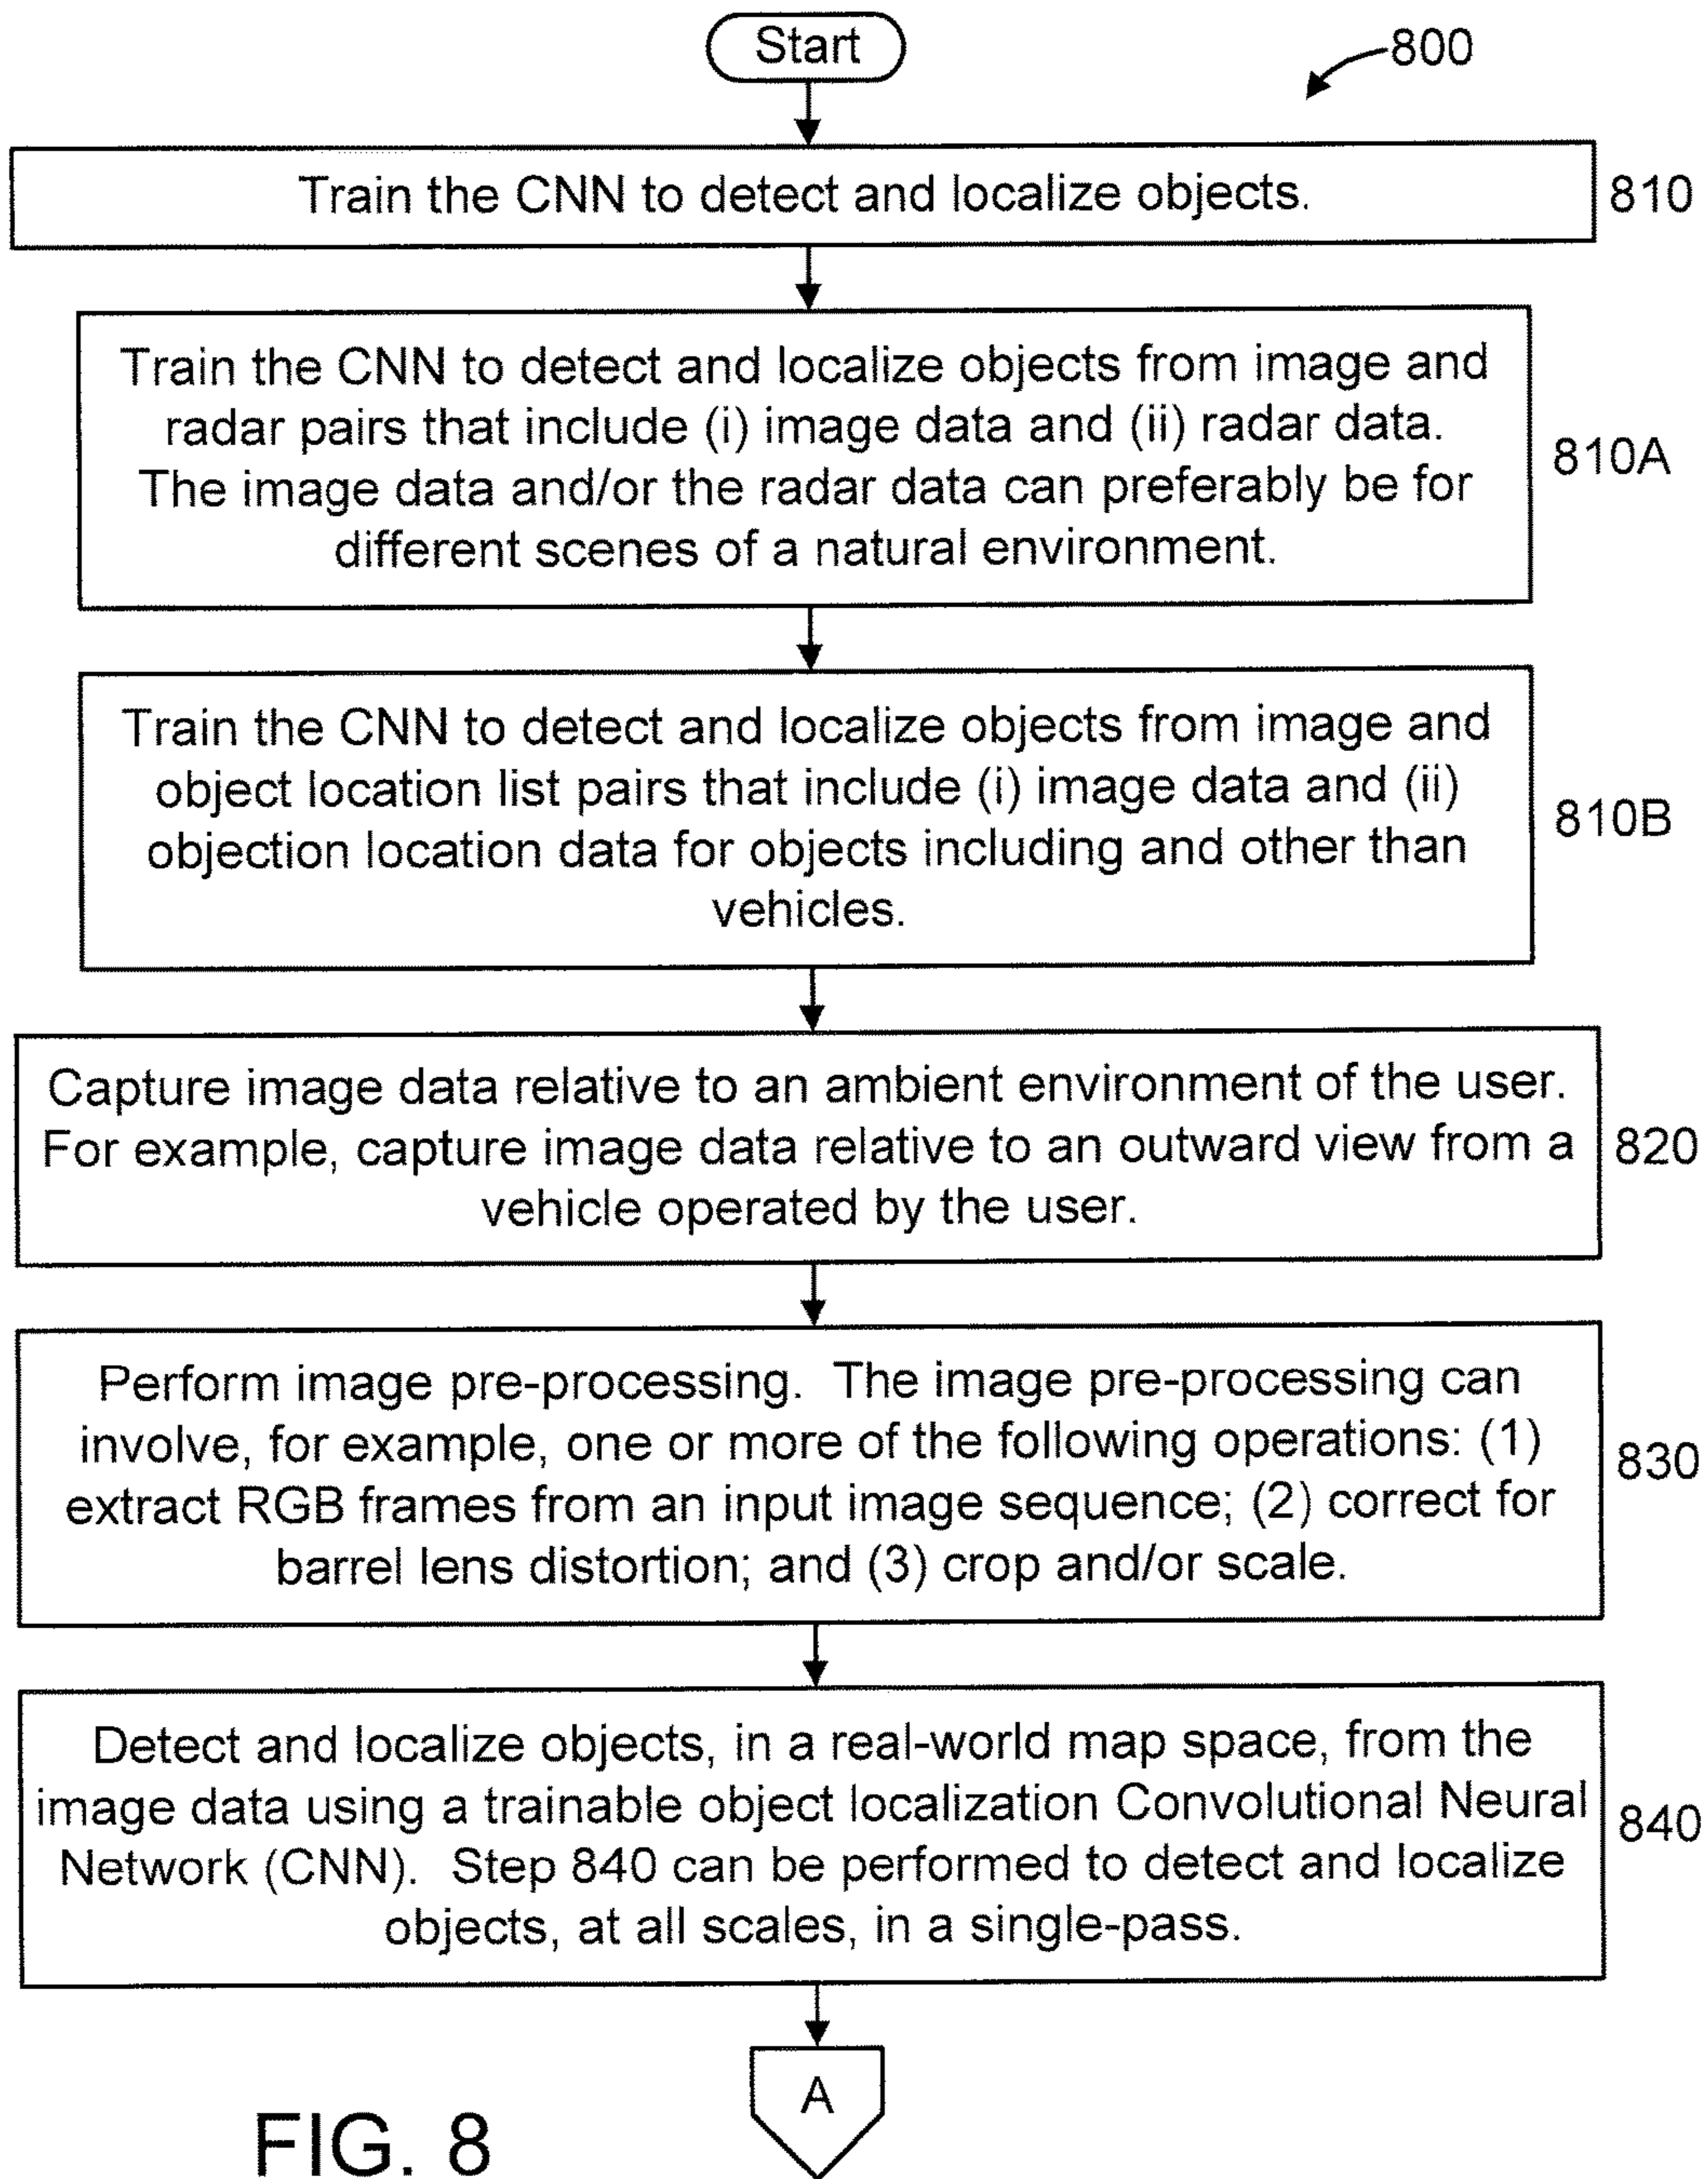 Start
800
Train the CNN to detect and localize objects.
810
Train the CNN to detect and localize objects from image and
radar pairs that include (i) image data and (ii) radar data.
The image data and/or the radar data can preferably be for
different scenes of a natural environment.
810A
Train the CNN to detect and localize objects from image and
object location list pairs that include (i) image data and (ii)
objection location data for objects including and other than
vehicles.
810B
Capture image data relative to an ambient environment of the user.
For example, capture image data relative to an outward view from a
vehicle operated by the user.
820
Perform image pre-processing. The image pre-processing can
involve, for example, one or more of the following operations: (1)
extract RGB frames from an input image sequence; (2) correct for
barrel lens distortion; and (3) crop and/or scale.
830
Detect and localize objects, in a real-world map space, from the
image data using a trainable object localization Convolutional Neural
Network (CNN). Step 840 can be performed to detect and localize
objects, at all scales, in a single-pass.
840
A
FIG. 8